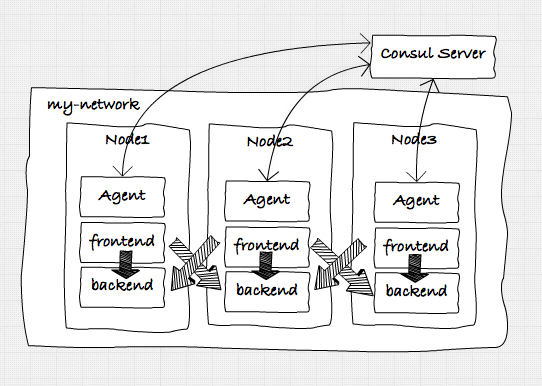 Consul Server
my-network
Node1
Node2
Node3
Agent
Agent
Agent
frontend
frontend
frontend
backend
backend
backend